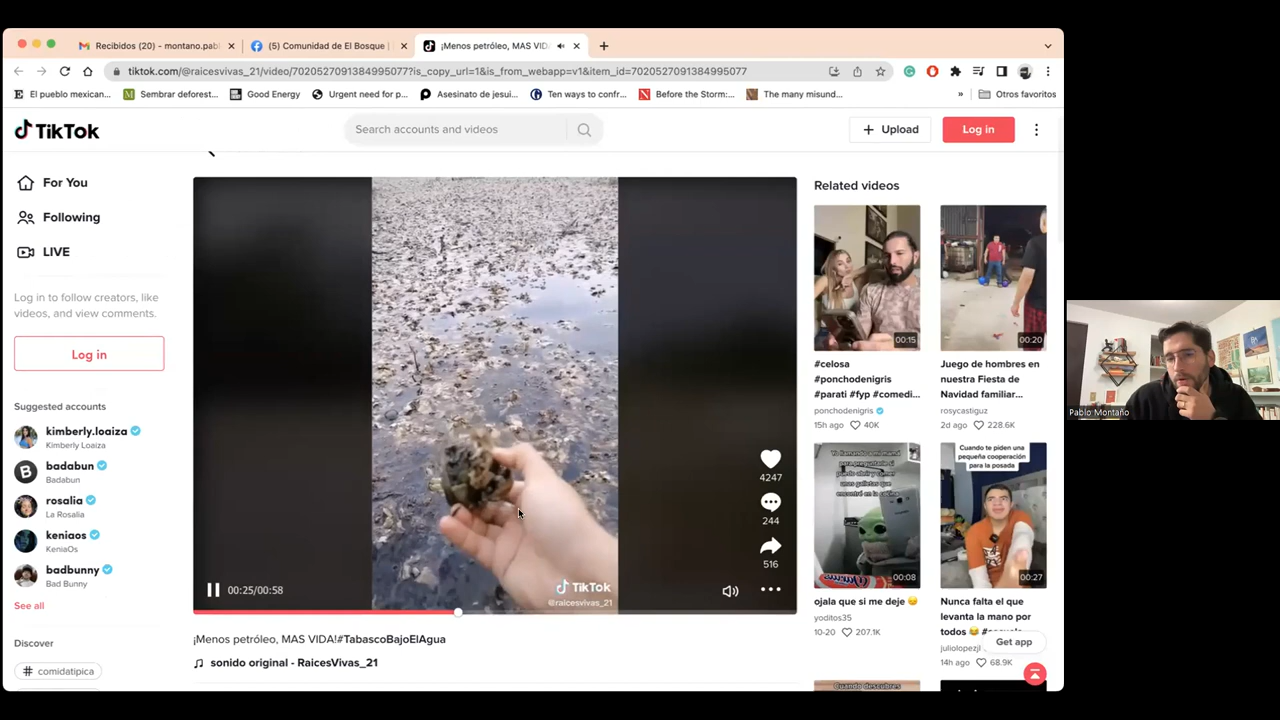 Recibidos (20) - montano.pabl
(5) Comunidad de El Bosque |
¡Menos petróleo, MAS VID
tiktok.com/@raicesvivas_21/video/7020527091384995077?is_copy_url=1&is_from_webapp=v1&item_id=7020527091384995077
El pueblo mexican...
Sembrar deforest...
Good Energy
Urgent need for p...
Asesinato de jesui...
Ten ways to confr...
Before the Storm:...
The many misund...
»
Otros favoritos
TikTok
Search accounts and videos
+ Upload
Log in
For You
Following
LIVE
Log in to follow creators, like
videos, and view comments.
Log in
Suggested accounts
kimberly.loaiza
Kimberly Loaiza
badabun
Badabun
rosalia
La Rosalia
keniaos
KeniaOs
badbunny
Bad Bunny
See all
Discover
# comidatipica
4247
244
516
00:25/00:58
TikTok
@raicesvivas_21
¡Menos petróleo, MAS VIDA!#TabascoBajoElAgua
sonido original - RaicesVivas_21
Related videos
00:15
#celosa
#ponchodenigris
#parati #fyp #comedi...
ponchodenigris
15h ago 40K
00:20
Juego de hombres en
nuestra Fiesta de
Navidad familiar...
rosycastiguz
2d ago 228.6K
00:08
ojala que si me deje
yoditos35
10-20 207.1K
Cuando te piden una
pequeña cooperación
para la posada
00:27
Nunca falta el que
levanta la mano por
todos
juliolopezjl
14h ago 68.9K
Get app
Cuando descubres
Pablo Montaño